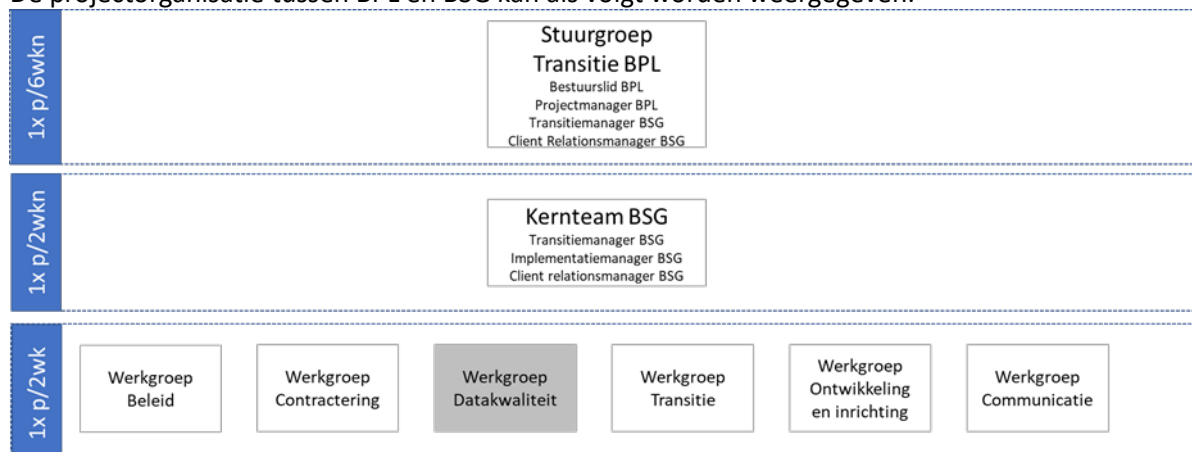 De projectorganisatie tussen BPL en BSG kan als volgt worden weergegeven:
1x p/6wkn
Stuurgroep
Transitie BPL
Bestuurslid BPL
Projectmanager BPL
Transitiemanager BSG
Client Relationsmanager BSG
1x p/2wkn
Kernteam BSG
Transitiemanager BSG
Implementatiemanager BSG
Client relationsmanager BSG
1x p/2wk
Werkgroep
Beleid
Werkgroep
Contractering
Werkgroep
Datakwaliteit
Werkgroep
Transitie
Werkgroep
Ontwikkeling
en inrichting
Werkgroep
Communicatie